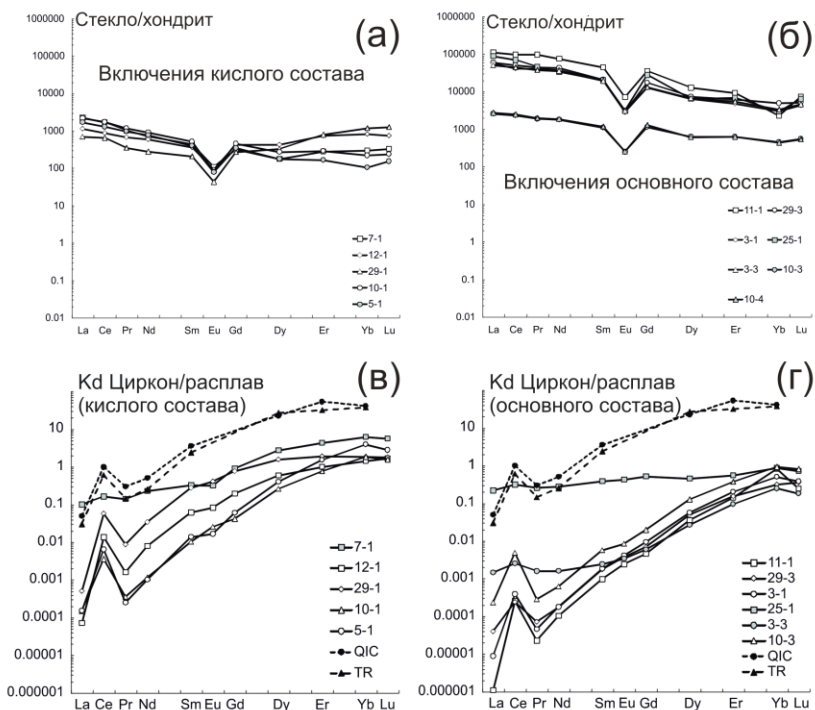 Стекло/хондрит
(а)
Включения кислого состава
1000000
100000
10000
1000
100
10
1
0.1
0.01
La Ce Pr Nd Sm Eu Gd Dy Er Yb Lu
7-1
12-1
29-1
10-1
5-1
Стекло/хондрит
(б)
1000000
100000
10000
1000
100
10
1
0.1
0.01
Включения основного состава
11-1 29-3
3-1 25-1
3-3 10-3
10-4
La Ce Pr Nd Sm Eu Gd Dy Er Yb Lu
Kd Циркон/расплав
(кислого состава)
(в)
10
1
0.1
0.01
0.001
0.0001
0.00001
0.000001
7-1
12-1
29-1
10-1
5-1
QIC
TR
La Ce Pr Nd Sm Eu Gd Dy Er Yb Lu
Kd Циркон/расплав
(основного состава)
(г)
10
1
0.1
0.01
0.001
0.0001
0.00001
0.000001
11-1
29-3
3-1
25-1
3-3
10-3
QIC
TR
La Ce Pr Nd Sm Eu Gd Dy Er Yb Lu